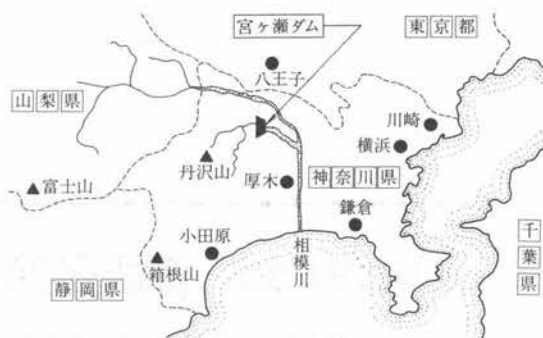 宮ヶ瀬ダム
東京都
八王子
山梨県
川崎
横浜
丹沢山
富士山
厚木
神奈川県
鎌倉
小田原
相模川
箱根山
静岡県
千葉県